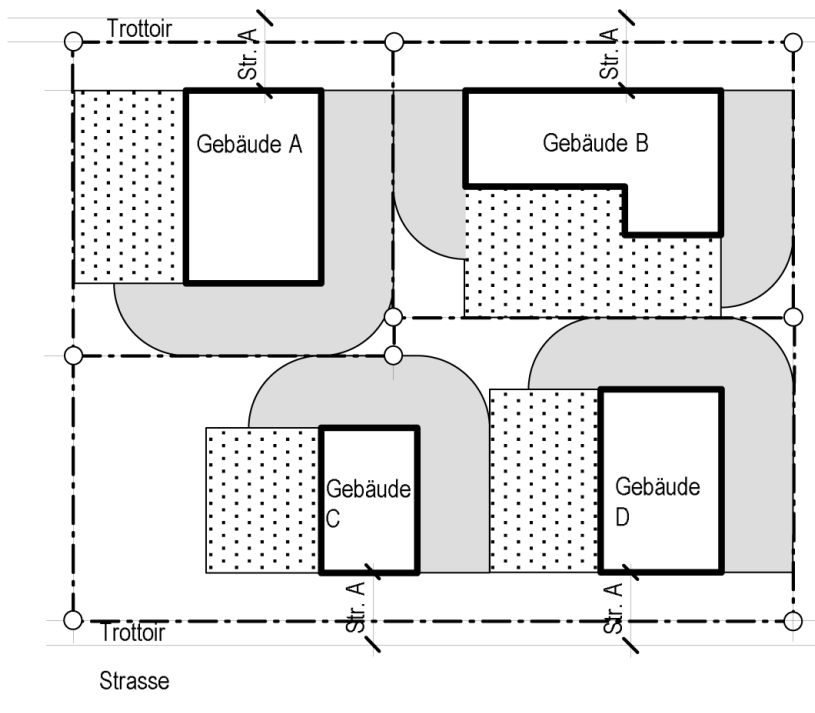 Trottoir
Str. A
Str. A
Gebäude A
Gebäude B
Gebäude
C
Gebäude
D
Str. A
Str. A
Trottoir
Strasse